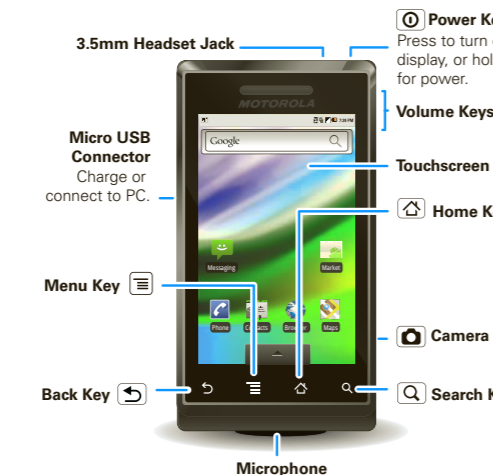 Power
3.5mm Headset Jack
Press to turn
display, or
for power.
MOTOROLA
Volume Keys
Google
Micro USB
Connector
Charge or
connect to PC.
Touchscreen
Home
Messaging
Market
Menu Key
Phone
Contacts
Browser
Maps
Camera
Back Key
Search
Microphone